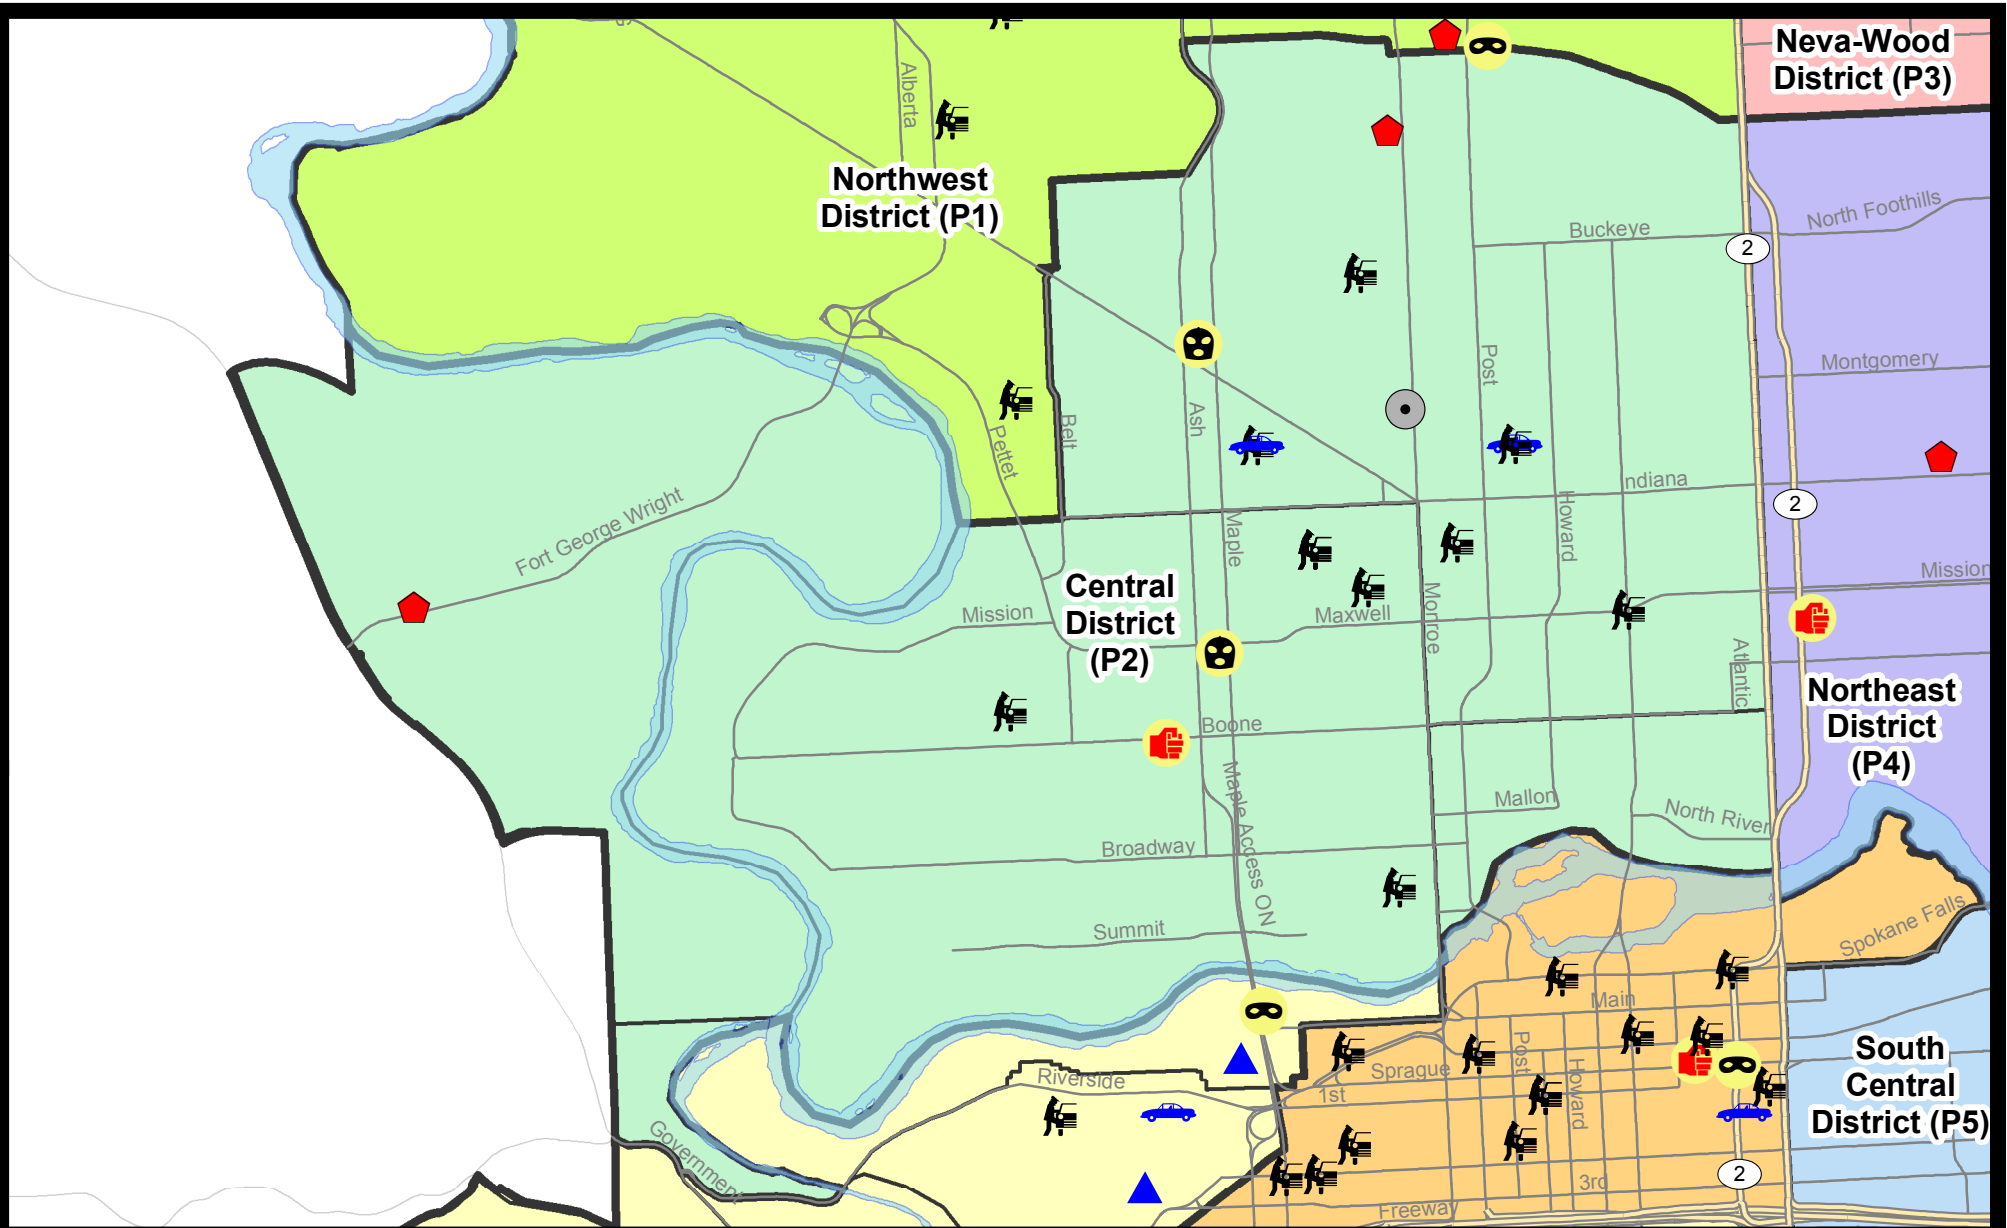 Neva-Wood
District (P3)
Alberta
Northwest
District (P1)
North Foothills
Buckeye
2
Post
Montgomery
Ash
Belt
Pettet
ndiana
Howard
2
Fort George Wright
Maple
Mission
Central
District
(P2)
Mission
Maxwell
Monroe
Atlantic
Northeast
District
(P4)
Boone
Maple Access ON
Mallon
North River
Broadway
Summit
Spokane Falls
Main
Post
Howard
South
Central
District (P5)
Riverside
Sprague
1st
Government
2
3rd
Freeway